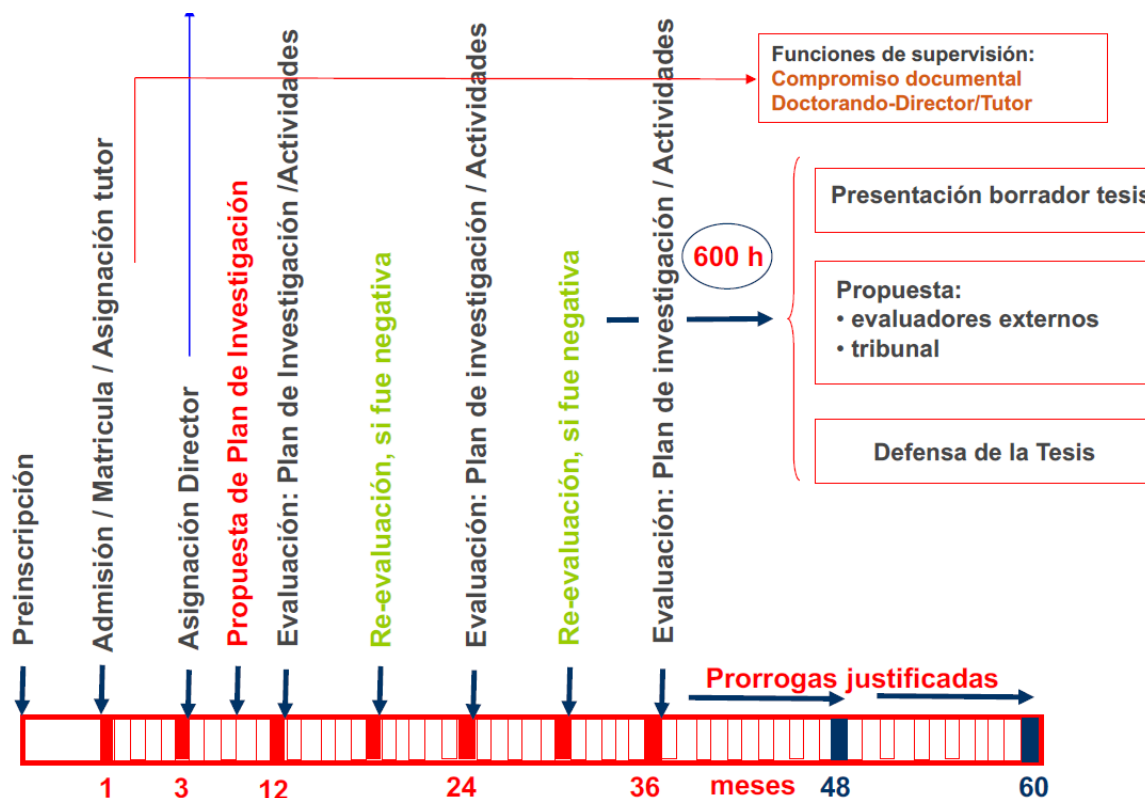 Funciones de supervisión:
Compromiso documental
Doctorando-Director/Tutor
Presentación borrador tesis
600 h
Propuesta:
• evaluadores externos
• tribunal
Defensa de la Tesis
Preinscripción
Admisión / Matricula / Asignación tutor
Asignación Director
Propuesta de Plan de Investigación
Evaluación: Plan de Investigación /Actividades
Re-evaluación, si fue negativa
Evaluación: Plan de investigación / Actividades
Re-evaluación, si fue negativa
Evaluación: Plan de investigación / Actividades
Prorrogas justificadas
1 3 12 24 36 meses 48 60